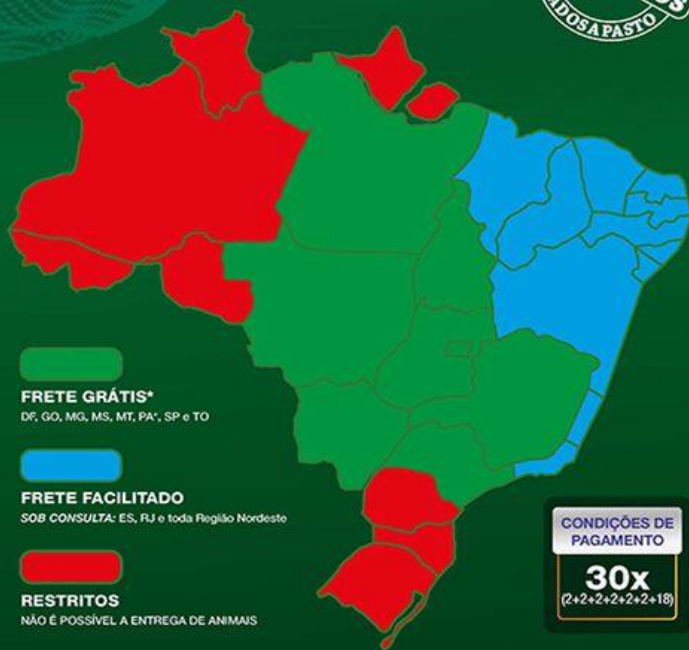 ADOS A PASTO
FRETE GRÁTIS*
DF, GO, MG, MS, MT, PA*, SP e TO
FRETE FACILITADO
SOB CONSULTA: ES, RJ e toda Região Nordeste
RESTRITOS
NÃO É POSSÍVEL A ENTREGA DE ANIMAIS
CONDIÇÕES DE
PAGAMENTO
30x
(2+2+2+2+2+2+18)